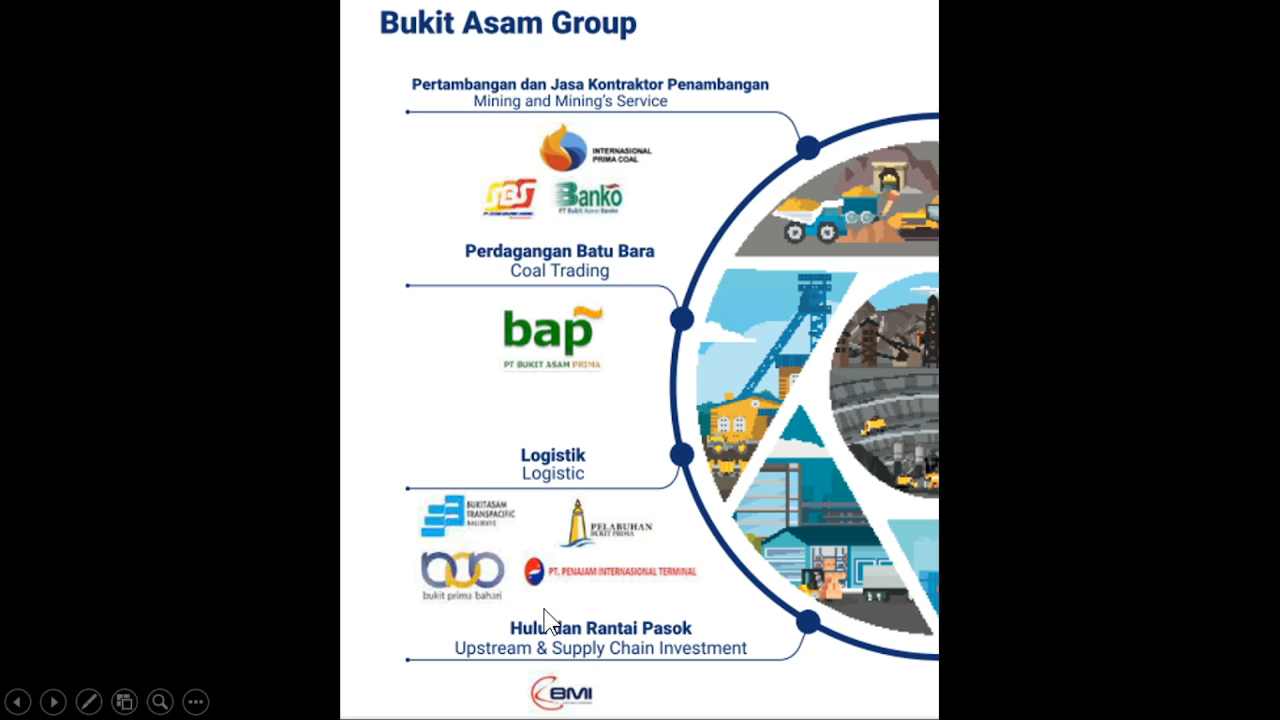 Bukit Asam Group
Pertambangan dan Jasa Kontraktor Penambangan
Mining and Mining's Service
INTERNASIONAL
PRIMA COAL
SBS
Banko
PT Bukit Asam Banko
Perdagangan Batu Bara
Coal Trading
bap
PT BUKIT ASAM PRIMA
Logistik
Logistic
BUKITASAM
TRANSPACIFIC
RAILWAYS
PELABUHAN
BUKIT PRIMA
bukit prima bahari
PT. PENAJAM INTERNASIONAL TERMINAL
Hulu dan Rantai Pasok
Upstream & Supply Chain Investment
BMI